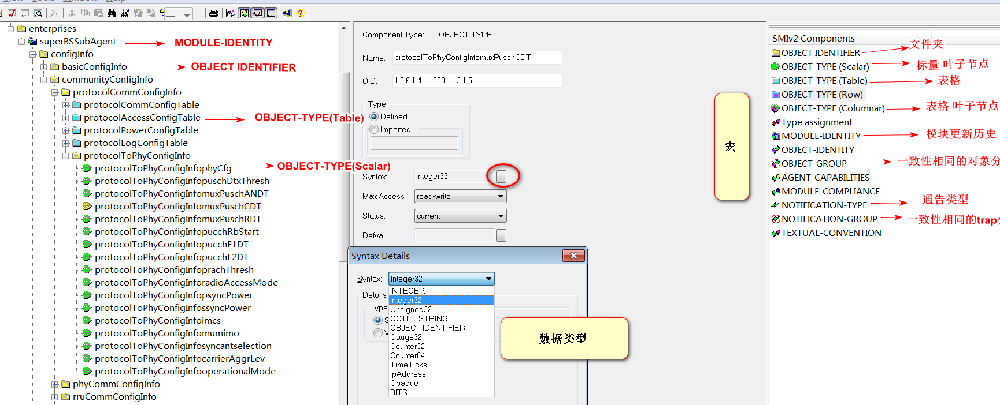 enterprises
superBSSubAgent
MODULE-IDENTITY
configInfo
basicConfigInfo
OBJECT IDENTIFIER
communityConfigInfo
protocolCommConfigInfo
protocolCommConfigTable
protocolAccessConfigTable
OBJECT-TYPE(Table)
protocolPowerConfigTable
protocolLogConfigTable
protocolToPhyConfigInfo
protocolToPhyConfigInfophyCfg
OBJECT-TYPE(Scalar)
protocolToPhyConfigInfopuschDtxThresh
protocolToPhyConfigInfomuxPuschANDT
protocolToPhyConfigInfomuxPuschCDT
protocolToPhyConfigInfomuxPuschRDT
protocolToPhyConfigInfopucchRbStart
protocolToPhyConfigInfopucchF1DT
protocolToPhyConfigInfopucchF2DT
protocolToPhyConfigInfoprachThresh
protocolToPhyConfigInforadioAccessMode
protocolToPhyConfigInfopsyncPower
protocolToPhyConfigInfossyncPower
protocolToPhyConfigInfoimcs
protocolToPhyConfigInfomumimo
protocolToPhyConfigInfosyncantselection
protocolToPhyConfigInfocarrierAggrLev
protocolToPhyConfigInfooperationalMode
phyCommConfigInfo
rruCommConfigInfo
Component Type: OBJECT TYPE
Name: protocolToPhyConfigInfomuxPuschCDT
OID: 1.3.6.1.4.1.12001.1.3.1.5.4
Type
Defined
Imported
Syntax: Integer32 ...
Max Access read-write
Status: current
Defval: ...
Syntax Details
Syntax: Integer32
Details
Type
INTEGER
Integer32
Unsigned32
OCTET STRING
OBJECT IDENTIFIER
Gauge32
Counter32
Counter64
TimeTicks
IpAddress
Opaque
BITS
数据类型
宏
SMIv2 Components
OBJECT IDENTIFIER 文件夹
OBJECT-TYPE (Scalar) 标量 叶子节点
OBJECT-TYPE (Table) 表格
OBJECT-TYPE (Row)
OBJECT-TYPE (Columnar) 表格 叶子节点
Type assignment
MODULE-IDENTITY 模块更新历史
OBJECT-IDENTITY
OBJECT-GROUP 一致性相同的对象分
AGENT-CAPABILITIES
MODULE-COMPLIANCE
NOTIFICATION-TYPE 通告类型
NOTIFICATION-GROUP 一致性相同的trap
TEXTUAL-CONVENTION